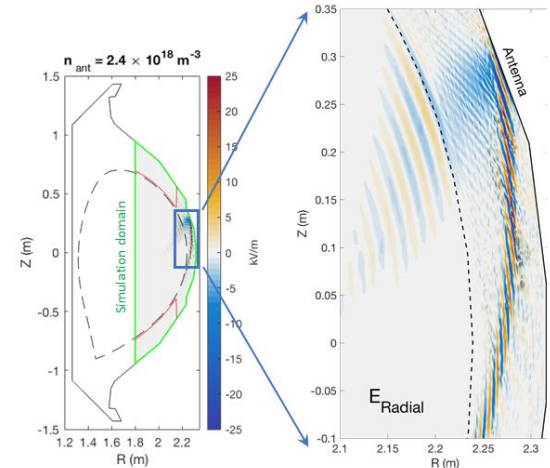 n ant = 2.4 × 10^18 m^-3
1.5
1
0.5
0
-0.5
-1
-1.5
Z (m)
1.2 1.4 1.6 1.8 2 2.2
R (m)
Simulation domain
25
20
15
10
5
0
-5
-10
-15
-20
-25
kV/m
0.35
0.3
0.25
0.2
0.15
0.1
0.05
0
-0.05
-0.1
Z (m)
2.1 2.15 2.2 2.25 2.3
R (m)
Antenna
E Radial